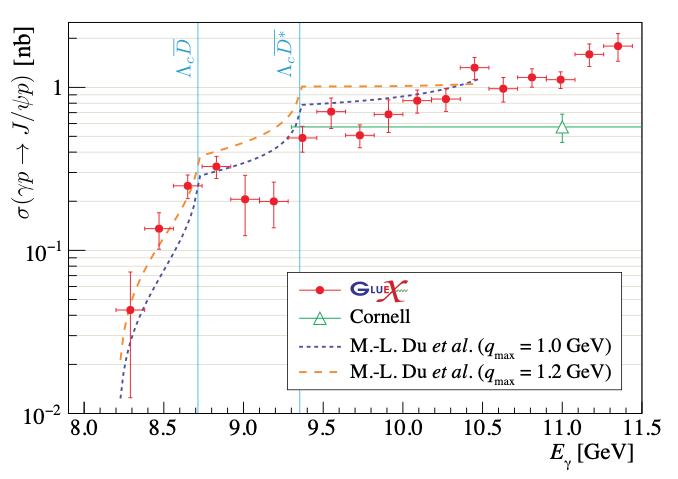 σ(γp → J/ψp) [nb]
Λ_c D̅
Λ_c D̅*
1
10⁻¹
10⁻²
GLUEX
Cornell
M.-L. Du et al. (q_max = 1.0 GeV)
M.-L. Du et al. (q_max = 1.2 GeV)
8.0 8.5 9.0 9.5 10.0 10.5 11.0 11.5
E_γ [GeV]